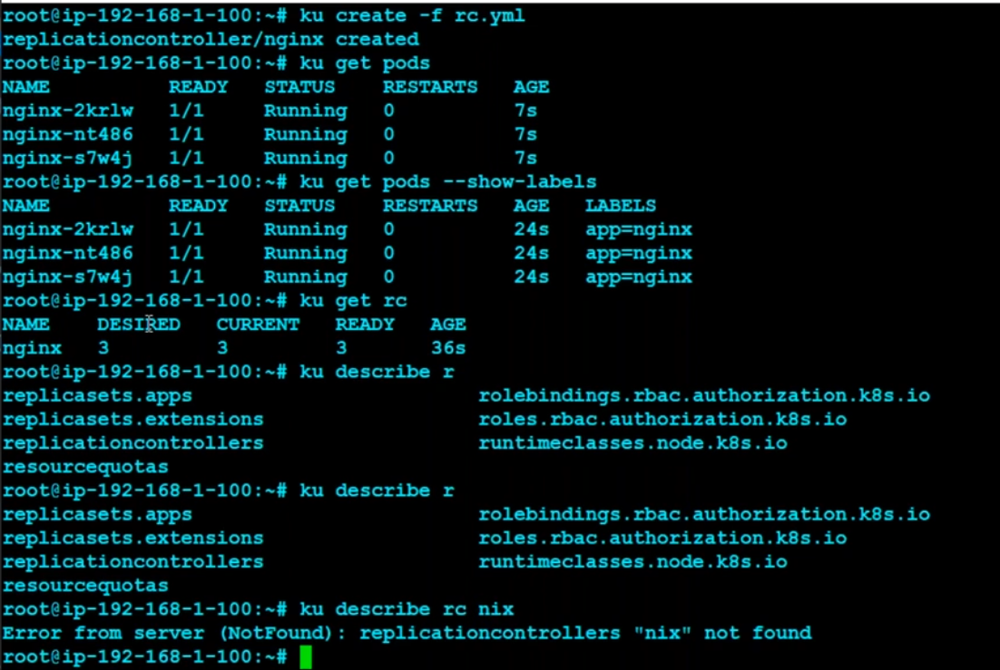 root@ip-192-168-1-100:~# ku create -f rc.yml
replicationcontroller/nginx created
root@ip-192-168-1-100:~# ku get pods
NAME          READY   STATUS    RESTARTS   AGE
nginx-2krlw   1/1     Running   0          7s
nginx-nt486   1/1     Running   0          7s
nginx-s7w4j   1/1     Running   0          7s
root@ip-192-168-1-100:~# ku get pods --show-labels
NAME          READY   STATUS    RESTARTS   AGE   LABELS
nginx-2krlw   1/1     Running   0          24s   app=nginx
nginx-nt486   1/1     Running   0          24s   app=nginx
nginx-s7w4j   1/1     Running   0          24s   app=nginx
root@ip-192-168-1-100:~# ku get rc
NAME    DESIRED   CURRENT   READY   AGE
nginx   3         3         3       36s
root@ip-192-168-1-100:~# ku describe r
replicasets.apps                        rolebindings.rbac.authorization.k8s.io
replicasets.extensions                  roles.rbac.authorization.k8s.io
replicationcontrollers                  runtimeclasses.node.k8s.io
resourcequotas
root@ip-192-168-1-100:~# ku describe r
replicasets.apps                        rolebindings.rbac.authorization.k8s.io
replicasets.extensions                  roles.rbac.authorization.k8s.io
replicationcontrollers                  runtimeclasses.node.k8s.io
resourcequotas
root@ip-192-168-1-100:~# ku describe rc nix
Error from server (NotFound): replicationcontrollers "nix" not found
root@ip-192-168-1-100:~#